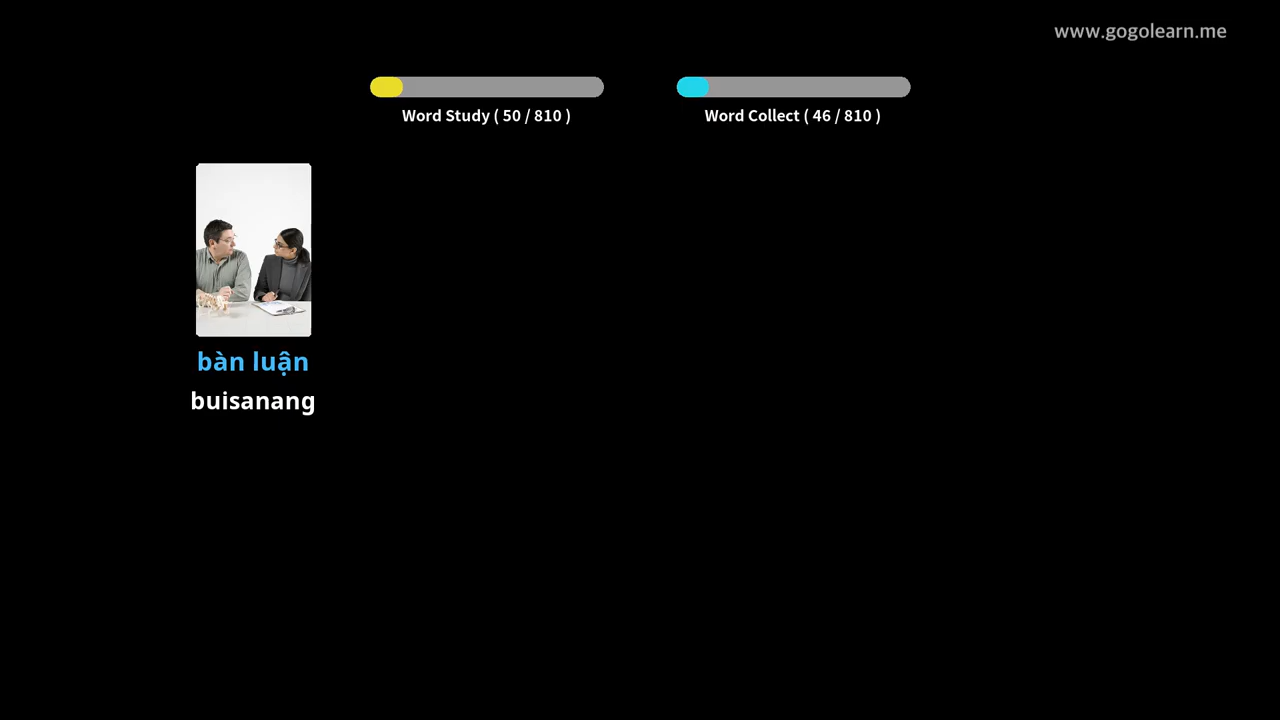 www.gogolearn.me
Word Study ( 50 / 810 )
Word Collect ( 46 / 810 )
bàn luận
buisanang